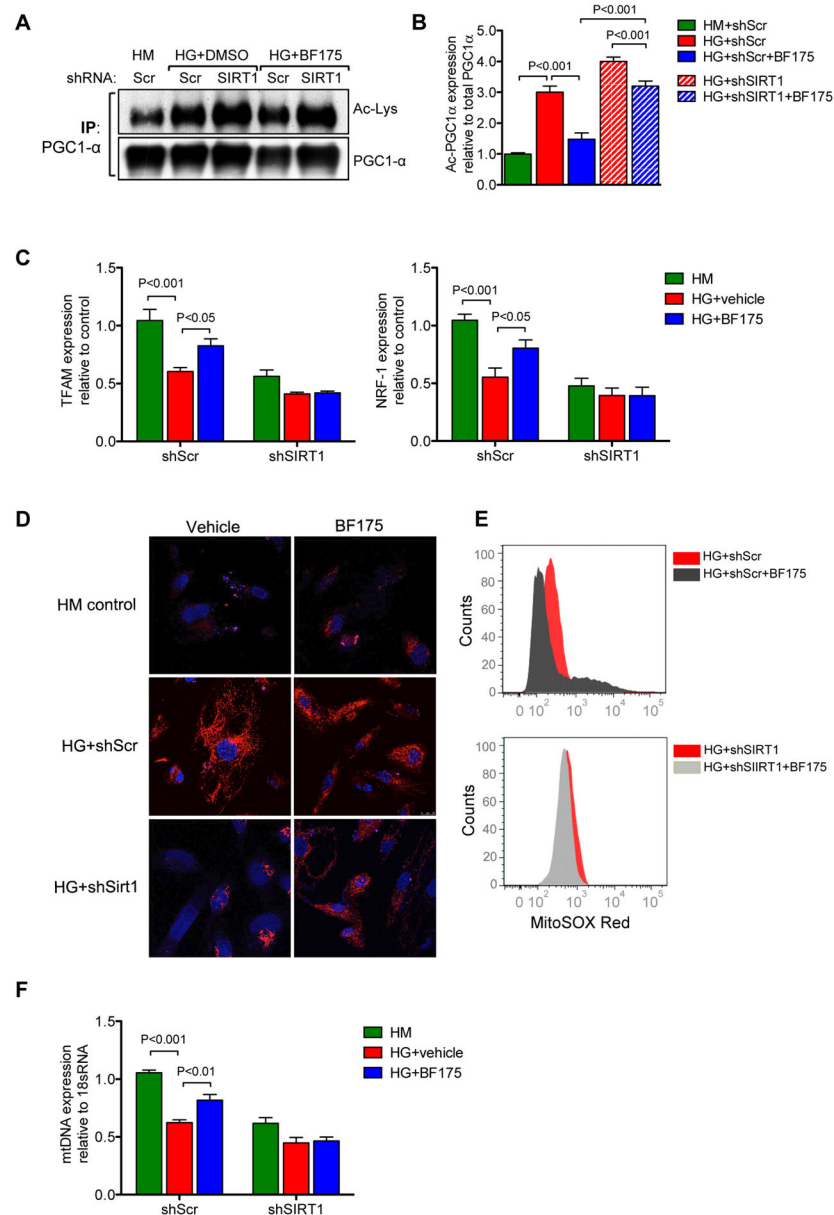 A
HM HG+DMSO HG+BF175
shRNA: Scr Scr SIRT1 Scr SIRT1
IP:
PGC1-α
Ac-Lys
PGC1-α
B
P<0.001
P<0.001
P<0.001
Ac-PGC1α expression
relative to total PGC1α
5.0
4.0
3.0
2.0
1.0
0.0
HM+shScr
HG+shScr
HG+shScr+BF175
HG+shSIRT1
HG+shSIRT1+BF175
C
TFAM expression
relative to control
1.5
1.0
0.5
0.0
P<0.001
P<0.05
shScr shSIRT1
NRF-1 expression
relative to control
1.5
1.0
0.5
0.0
P<0.001
P<0.05
shScr shSIRT1
HM
HG+vehicle
HG+BF175
D
Vehicle BF175
HM control
HG+shScr
HG+shSirt1
E
Counts
100
80
60
40
20
0
0 10² 10³ 10⁴ 10⁵
HG+shScr
HG+shScr+BF175
Counts
100
80
60
40
20
0
0 10² 10³ 10⁴ 10⁵
MitoSOX Red
HG+shSIRT1
HG+shSIIRT1+BF175
F
mtDNA expression
relative to 18sRNA
1.5
1.0
0.5
0.0
P<0.001
P<0.01
shScr shSIRT1
HM
HG+vehicle
HG+BF175